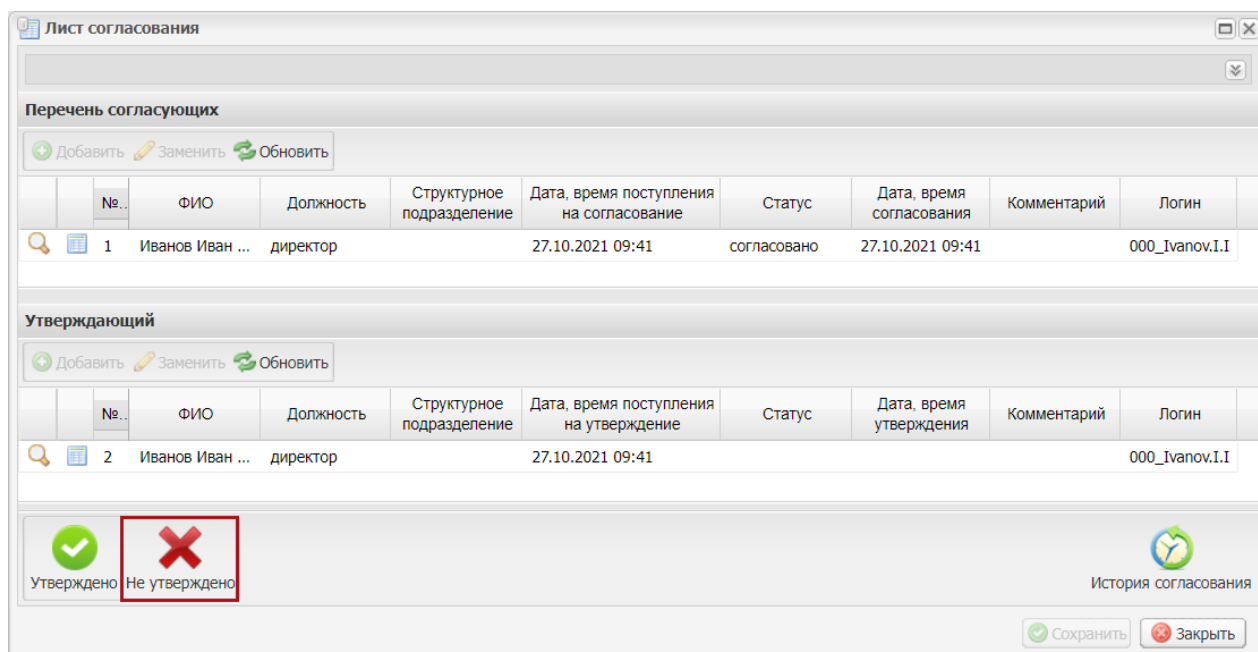 Лист согласования
Перечень согласующих
Добавить Заменить Обновить
№.. ФИО Должность Структурное подразделение Дата, время поступления на согласование Статус Дата, время согласования Комментарий Логин
1 Иванов Иван ... директор 27.10.2021 09:41 согласовано 27.10.2021 09:41 000_Ivanov.I.I
Утверждающий
Добавить Заменить Обновить
№.. ФИО Должность Структурное подразделение Дата, время поступления на утверждение Статус Дата, время утверждения Комментарий Логин
2 Иванов Иван ... директор 27.10.2021 09:41 000_Ivanov.I.I
Утверждено Не утверждено История согласования
Сохранить Закрыть